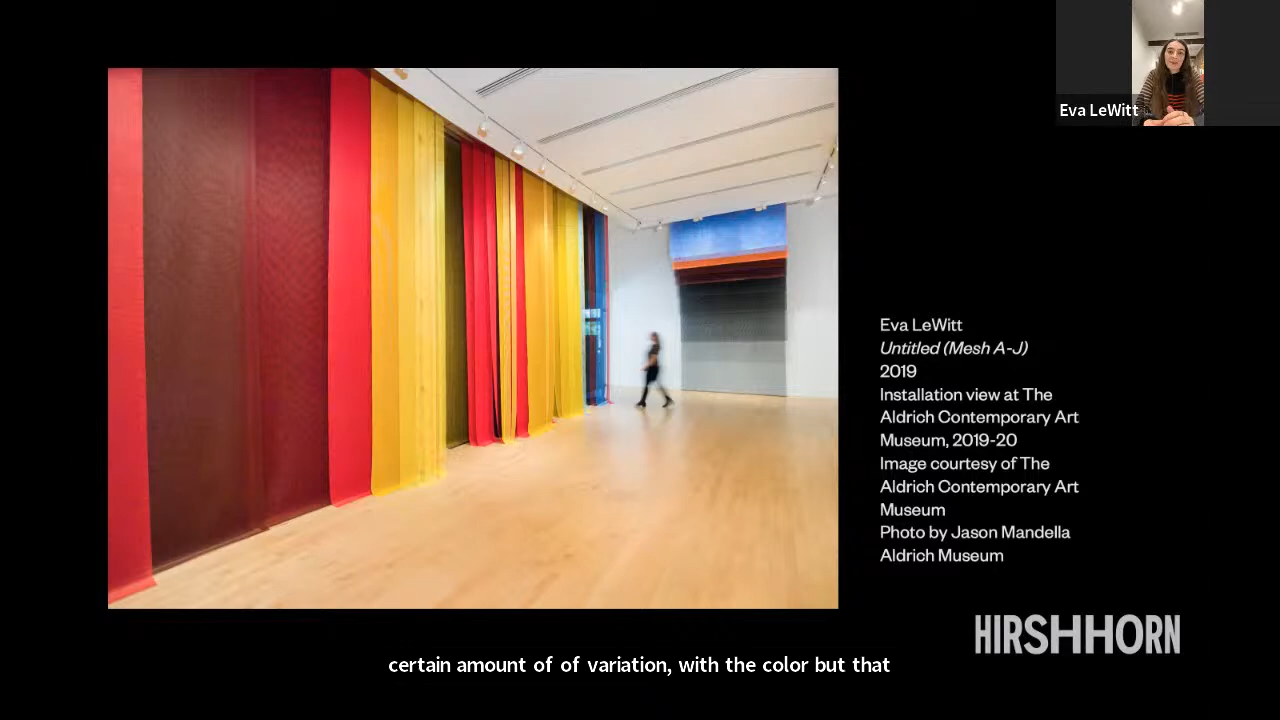 Eva LeWitt
Eva LeWitt
Untitled (Mesh A-J)
2019
Installation view at The
Aldrich Contemporary Art
Museum, 2019-20
Image courtesy of The
Aldrich Contemporary Art
Museum
Photo by Jason Mandella
Aldrich Museum
HIRSHHORN
certain amount of of variation, with the color but that